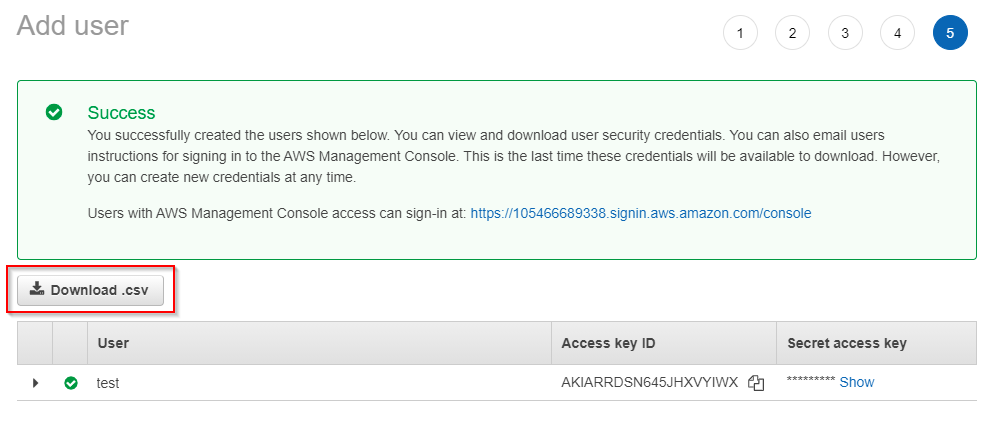 Add user
1 2 3 4 5
Success
You successfully created the users shown below. You can view and download user security credentials. You can also email users
instructions for signing in to the AWS Management Console. This is the last time these credentials will be available to download. However,
you can create new credentials at any time.
Users with AWS Management Console access can sign-in at: https://105466689338.signin.aws.amazon.com/console
Download .csv
User Access key ID Secret access key
test AKIARRDSN645JHXVYIWX ********* Show